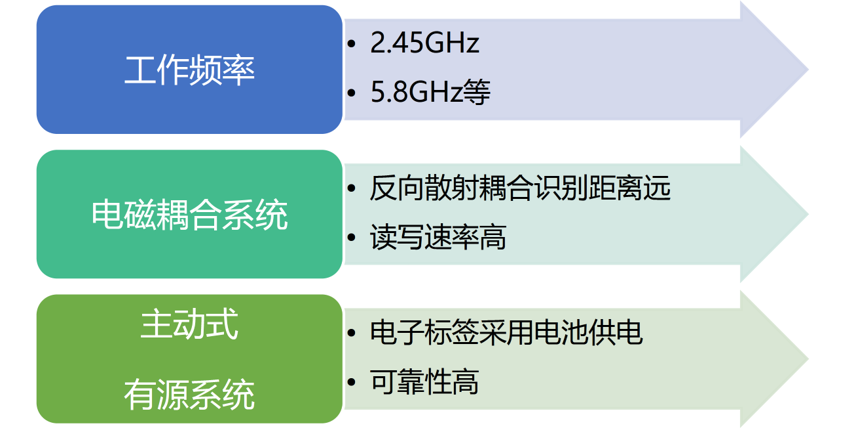 工作频率
• 2.45GHz
• 5.8GHz等
电磁耦合系统
• 反向散射耦合识别距离远
• 读写速率高
主动式
有源系统
• 电子标签采用电池供电
• 可靠性高